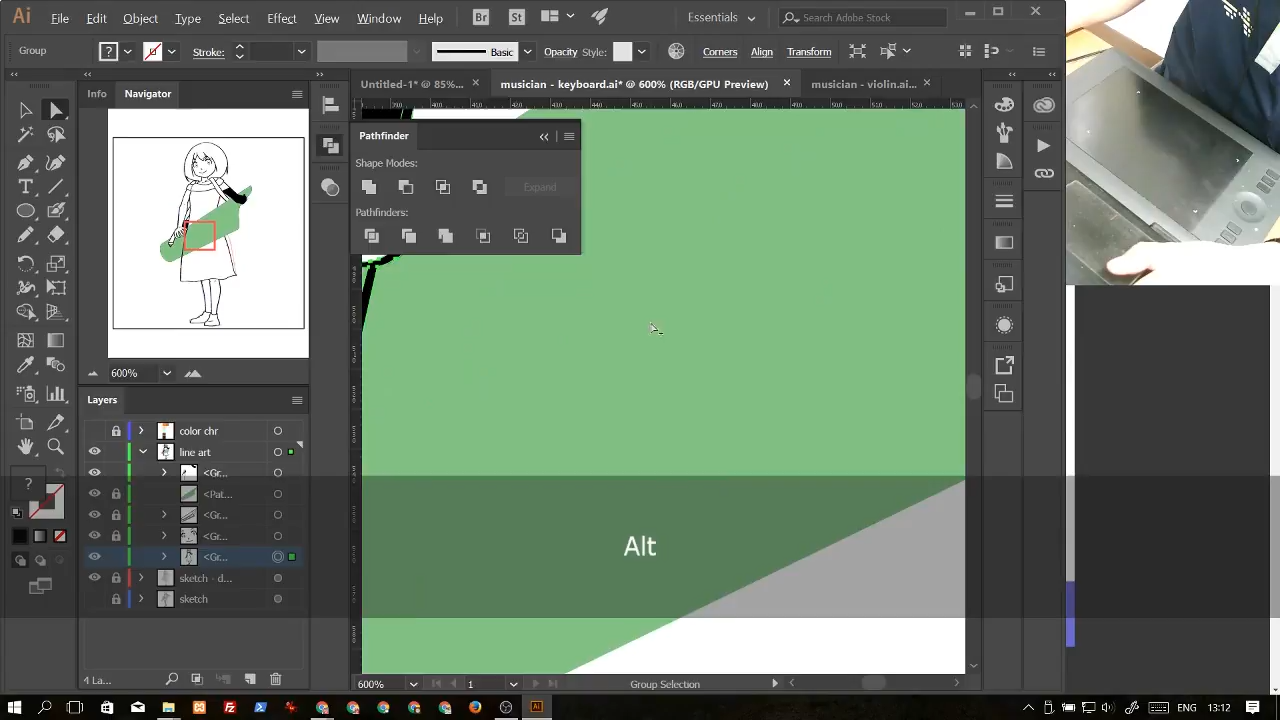 Ai File Edit Object Type Select Effect View Window Help Br St Essentials Search Adobe Stock
Group ? Stroke: Basic Opacity Style: Corners Align Transform
Info Navigator Untitled-1* @ 85%... musician - keyboard.ai* @ 600% (RGB/GPU Preview) musician - violin.ai...
Pathfinder
Shape Modes:
Expand
Pathfinders:
600%
Layers
color chr
line art
<Gr...
<Pat...
<Gr...
<Gr...
<Gr...
sketch - d...
sketch
?
Alt
4 La...
600% 1 Group Selection
Ai ENG 13:12